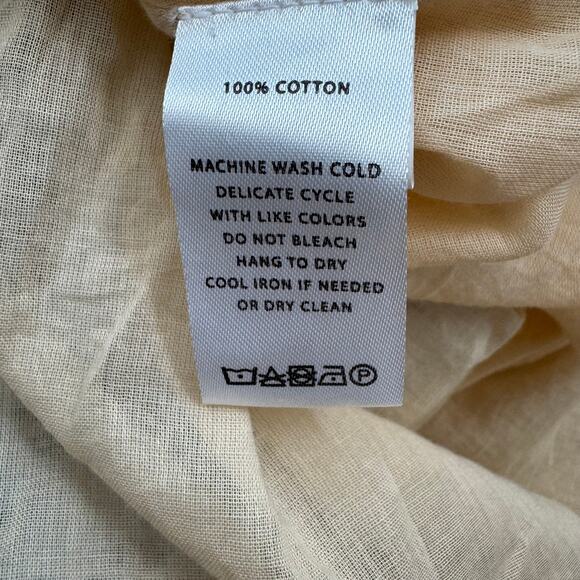 100% COTTON
MACHINE WASH COLD
DELICATE CYCLE
WITH LIKE COLORS
DO NOT BLEACH
HANG TO DRY
COOL IRON IF NEEDED
OR DRY CLEAN
P